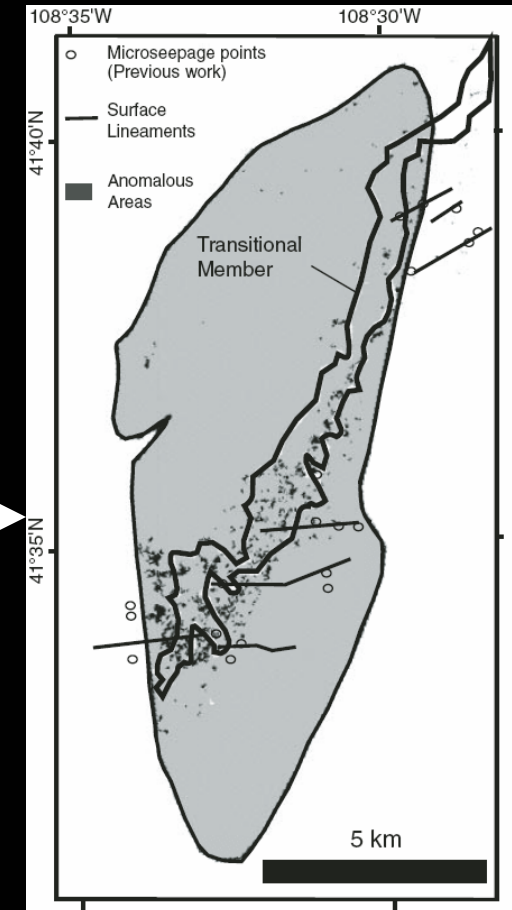 108°35'W
108°30'W
Microseepage points
(Previous work)
Surface
Lineaments
41°40'N
Anomalous
Areas
Transitional
Member
41°35'N
5 km